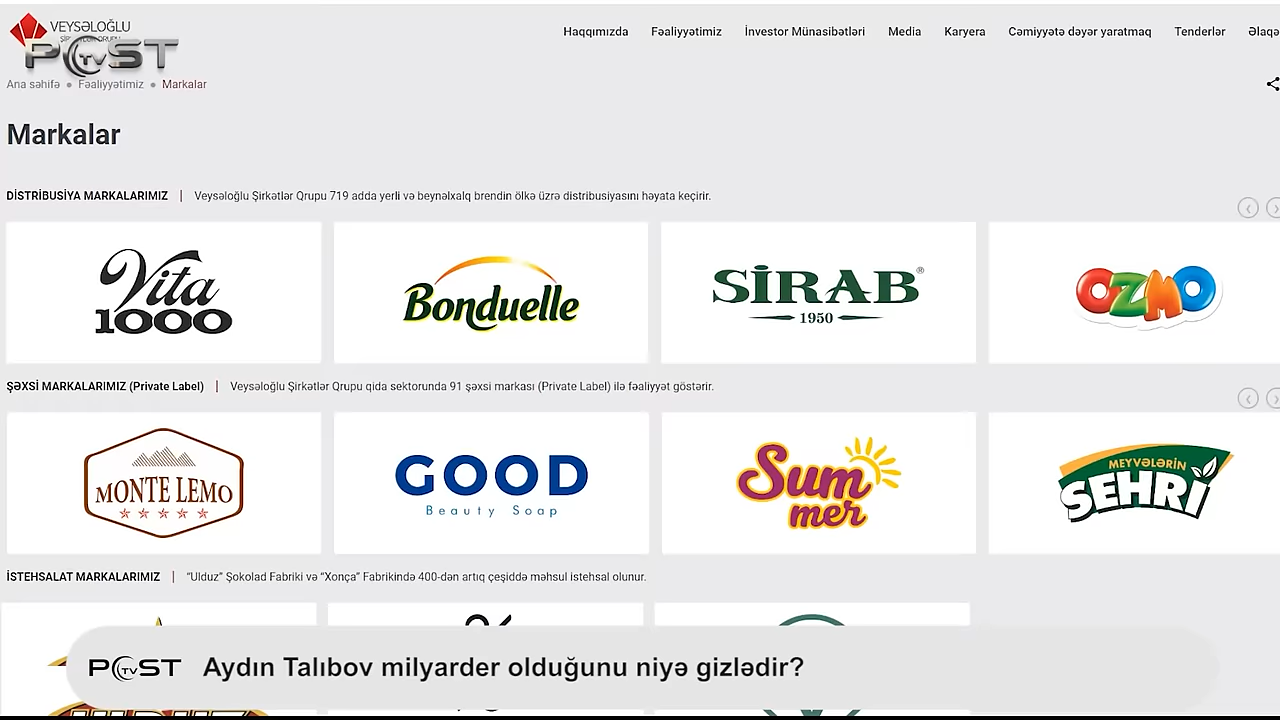 VEYSƏLOĞLU
POST TV
Haqqımızda Fəaliyyətimiz İnvestor Münasibətləri Media Karyera Cəmiyyətə dəyər yaratmaq Tenderlər Əlaqə
Ana səhifə ● Fəaliyyətimiz ● Markalar
Markalar
DİSTRİBUSİYA MARKALARIMIZ | Veysəloğlu Şirkətlər Qrupu 719 adda yerli və beynəlxalq brendin ölkə üzrə distribusiyasını həyata keçirir.
Vita
1000
Bonduelle
SİRAB®
1950
OZMO
ŞƏXSİ MARKALARIMIZ (Private Label) | Veysəloğlu Şirkətlər Qrupu qida sektorunda 91 şəxsi markası (Private Label) ilə fəaliyyət göstərir.
MONTE LEMO
GOOD
Beauty Soap
Sum
mer
MEYVƏLƏRİN
SEHRİ
İSTEHSALAT MARKALARIMIZ | "Ulduz" Şokolad Fabriki və "Xonça" Fabrikində 400-dən artıq çeşiddə məhsul istehsal olunur.
POST TV Aydın Talıbov milyarder olduğunu niyə gizlədir?